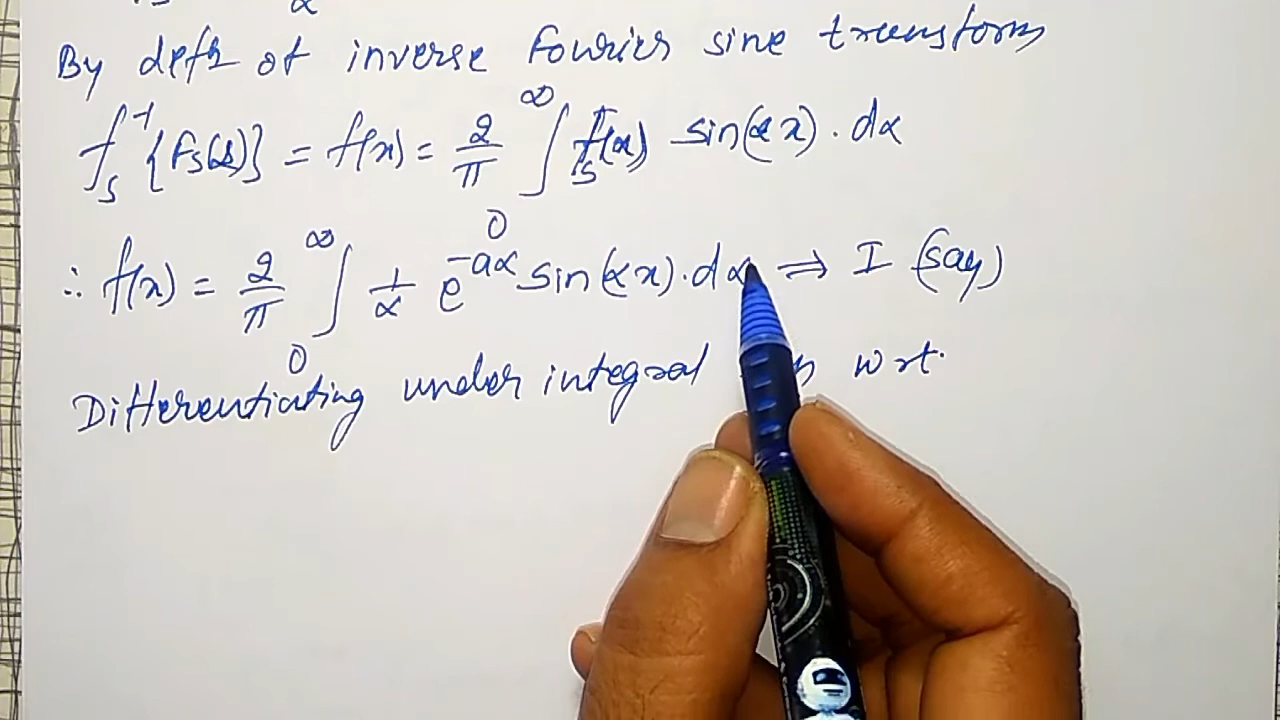 By defn of inverse Fourier sine transform
f_s^-1 {Fs(α)} = f(x) = 2/π ∫_0^∞ f_s(α) sin(αx). dα
∴ f(x) = 2/π ∫_0^∞ 1/α e^-aα sin(αx). dα ⇒ I (say)
Differentiating under integral wrt.